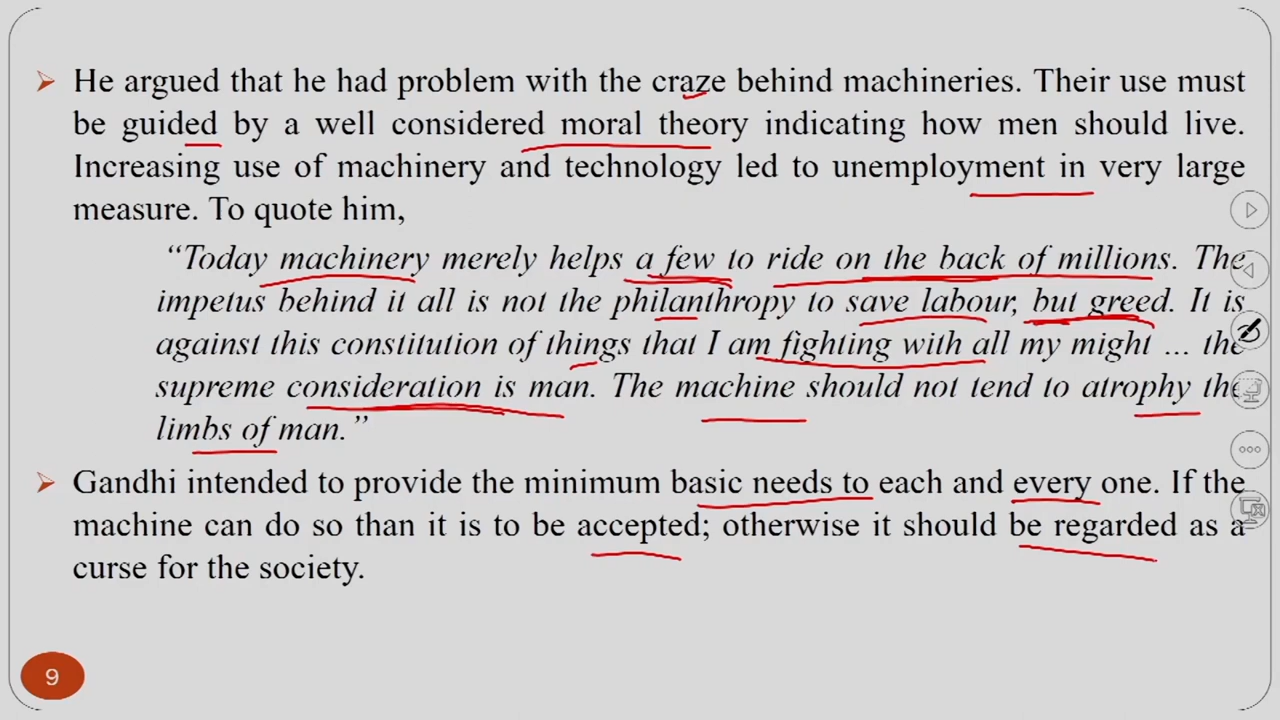 He argued that he had problem with the craze behind machineries. Their use must
be guided by a well considered moral theory indicating how men should live.
Increasing use of machinery and technology led to unemployment in very large
measure. To quote him,
“Today machinery merely helps a few to ride on the back of millions. The
impetus behind it all is not the philanthropy to save labour, but greed. It is
against this constitution of things that I am fighting with all my might ... the
supreme consideration is man. The machine should not tend to atrophy the
limbs of man.”
Gandhi intended to provide the minimum basic needs to each and every one. If the
machine can do so than it is to be accepted; otherwise it should be regarded as a
curse for the society.
9